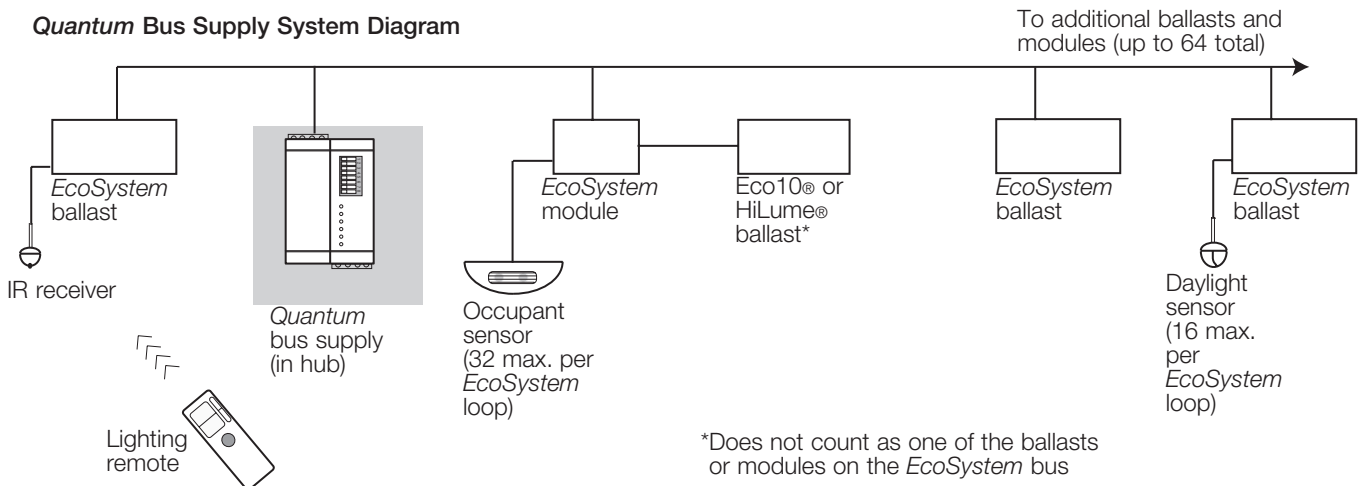 Quantum Bus Supply System Diagram
To additional ballasts and
modules (up to 64 total)
EcoSystem
ballast
IR receiver
Quantum
bus supply
(in hub)
Lighting
remote
EcoSystem
module
Occupant
sensor
(32 max. per
EcoSystem
loop)
Eco10® or
HiLume®
ballast*
EcoSystem
ballast
EcoSystem
ballast
Daylight
sensor
(16 max.
per
EcoSystem
loop)
*Does not count as one of the ballasts
or modules on the EcoSystem bus